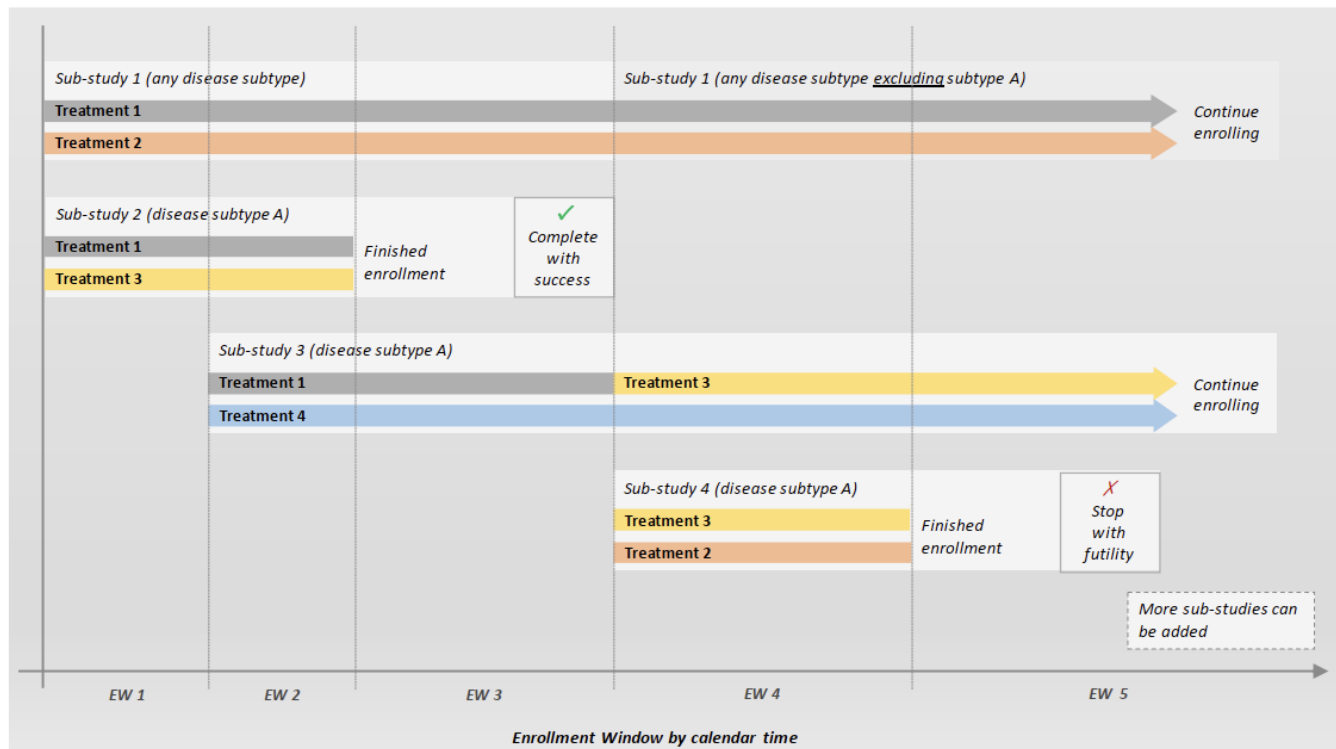 Sub-study 1 (any disease subtype)
Sub-study 1 (any disease subtype excluding subtype A)
Treatment 1
Treatment 2
Continue
enrolling
Sub-study 2 (disease subtype A)
Treatment 1
Treatment 3
Finished
enrollment
✓
Complete
with
success
Sub-study 3 (disease subtype A)
Treatment 1
Treatment 3
Treatment 4
Continue
enrolling
Sub-study 4 (disease subtype A)
Treatment 3
Treatment 2
Finished
enrollment
✗
Stop
with
futility
More sub-studies can
be added
EW 1
EW 2
EW 3
EW 4
EW 5
Enrollment Window by calendar time